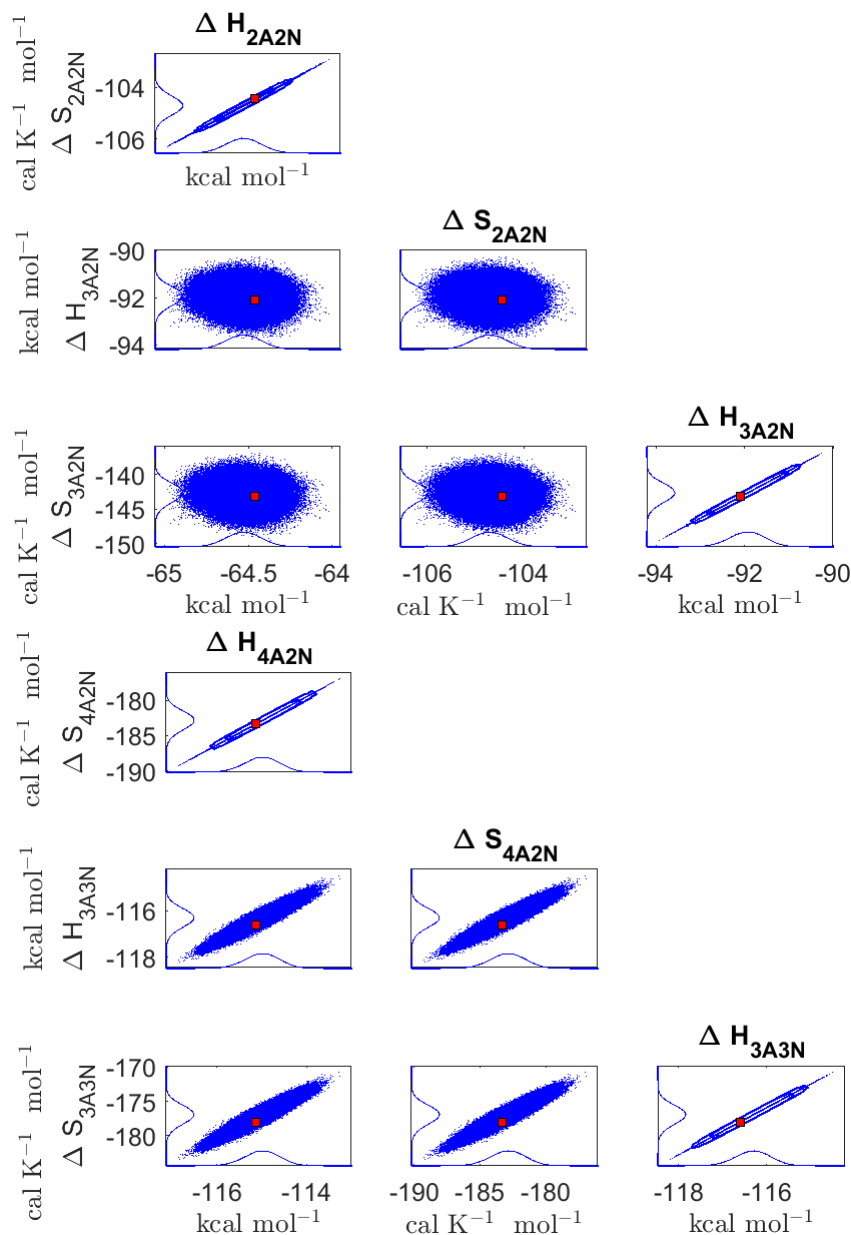 Δ H2A2N
cal K−1 mol−1
Δ S2A2N
-104
-106
kcal mol−1
Δ S2A2N
kcal mol−1
Δ H3A2N
-90
-92
-94
Δ H3A2N
cal K−1 mol−1
Δ S3A2N
-140
-145
-150
-65 -64.5 -64
-106 -104
-94 -92 -90
kcal mol−1
cal K−1 mol−1
kcal mol−1
Δ H4A2N
cal K−1 mol−1
Δ S4A2N
-180
-185
-190
Δ S4A2N
kcal mol−1
Δ H3A3N
-116
-118
Δ H3A3N
cal K−1 mol−1
Δ S3A3N
-170
-175
-180
-116 -114
-190 -185 -180
-118 -116
kcal mol−1
cal K−1 mol−1
kcal mol−1